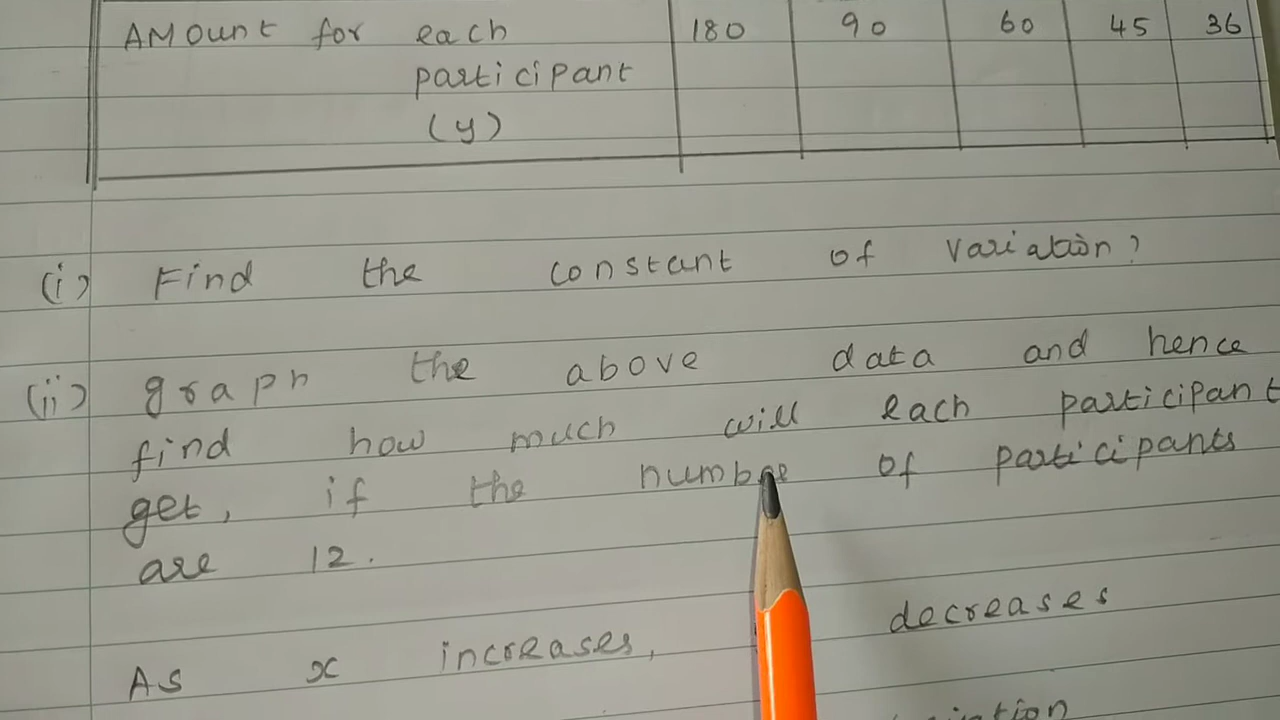 Amount for each 180 90 60 45 36
participant
(y)
(i) Find the constant of variation?
(ii) graph the above data and hence
find how much will each participant
get, if the number of participants
are 12.
As x increases, decreases